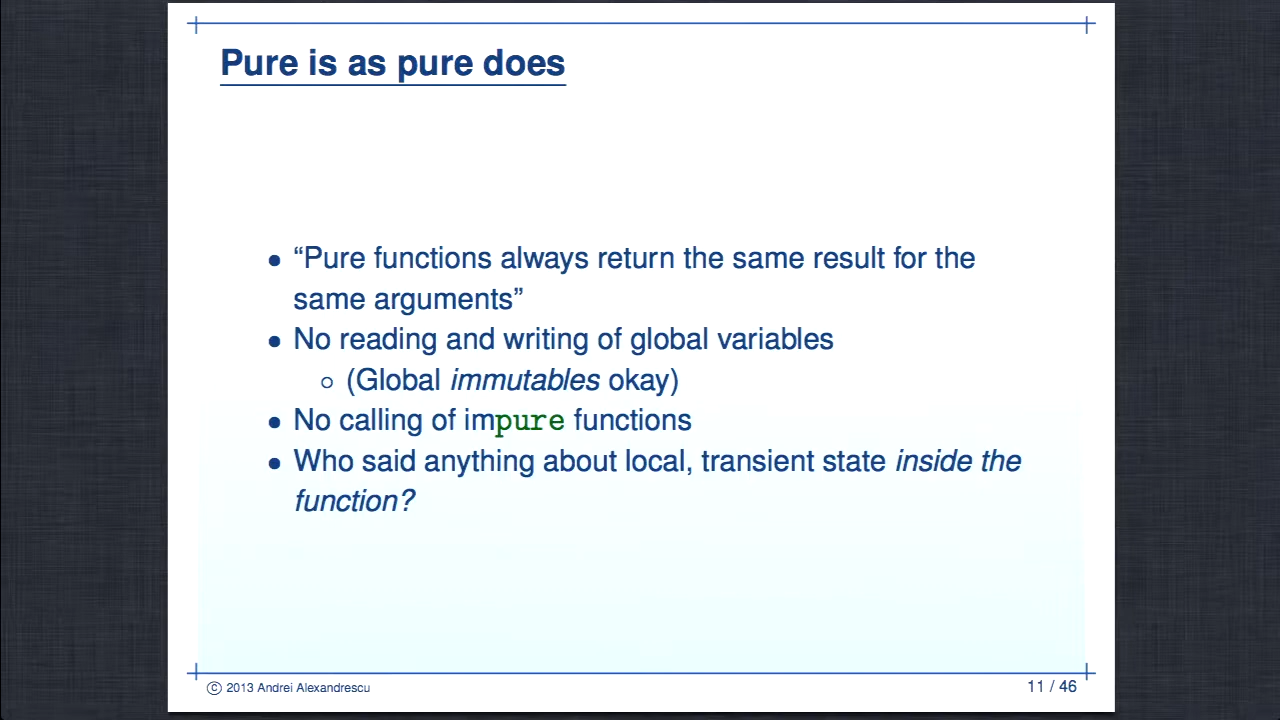 Pure is as pure does
● “Pure functions always return the same result for the
same arguments”
● No reading and writing of global variables
○ (Global immutables okay)
● No calling of impure functions
● Who said anything about local, transient state inside the
function?
© 2013 Andrei Alexandrescu
11 / 46